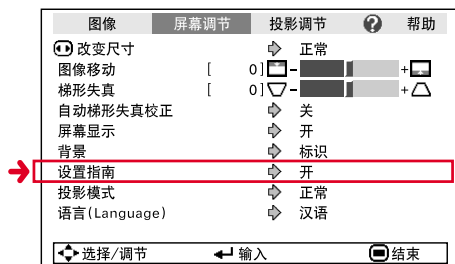 图像 屏幕调节 投影调节 ? 帮助
改变尺寸 正常
图像移动 [ 0] - +
梯形失真 [ 0] - +
自动梯形失真校正 关
屏幕显示 开
背景 标识
设置指南 开
投影模式 正常
语言(Language) 汉语
选择/调节 输入 结束